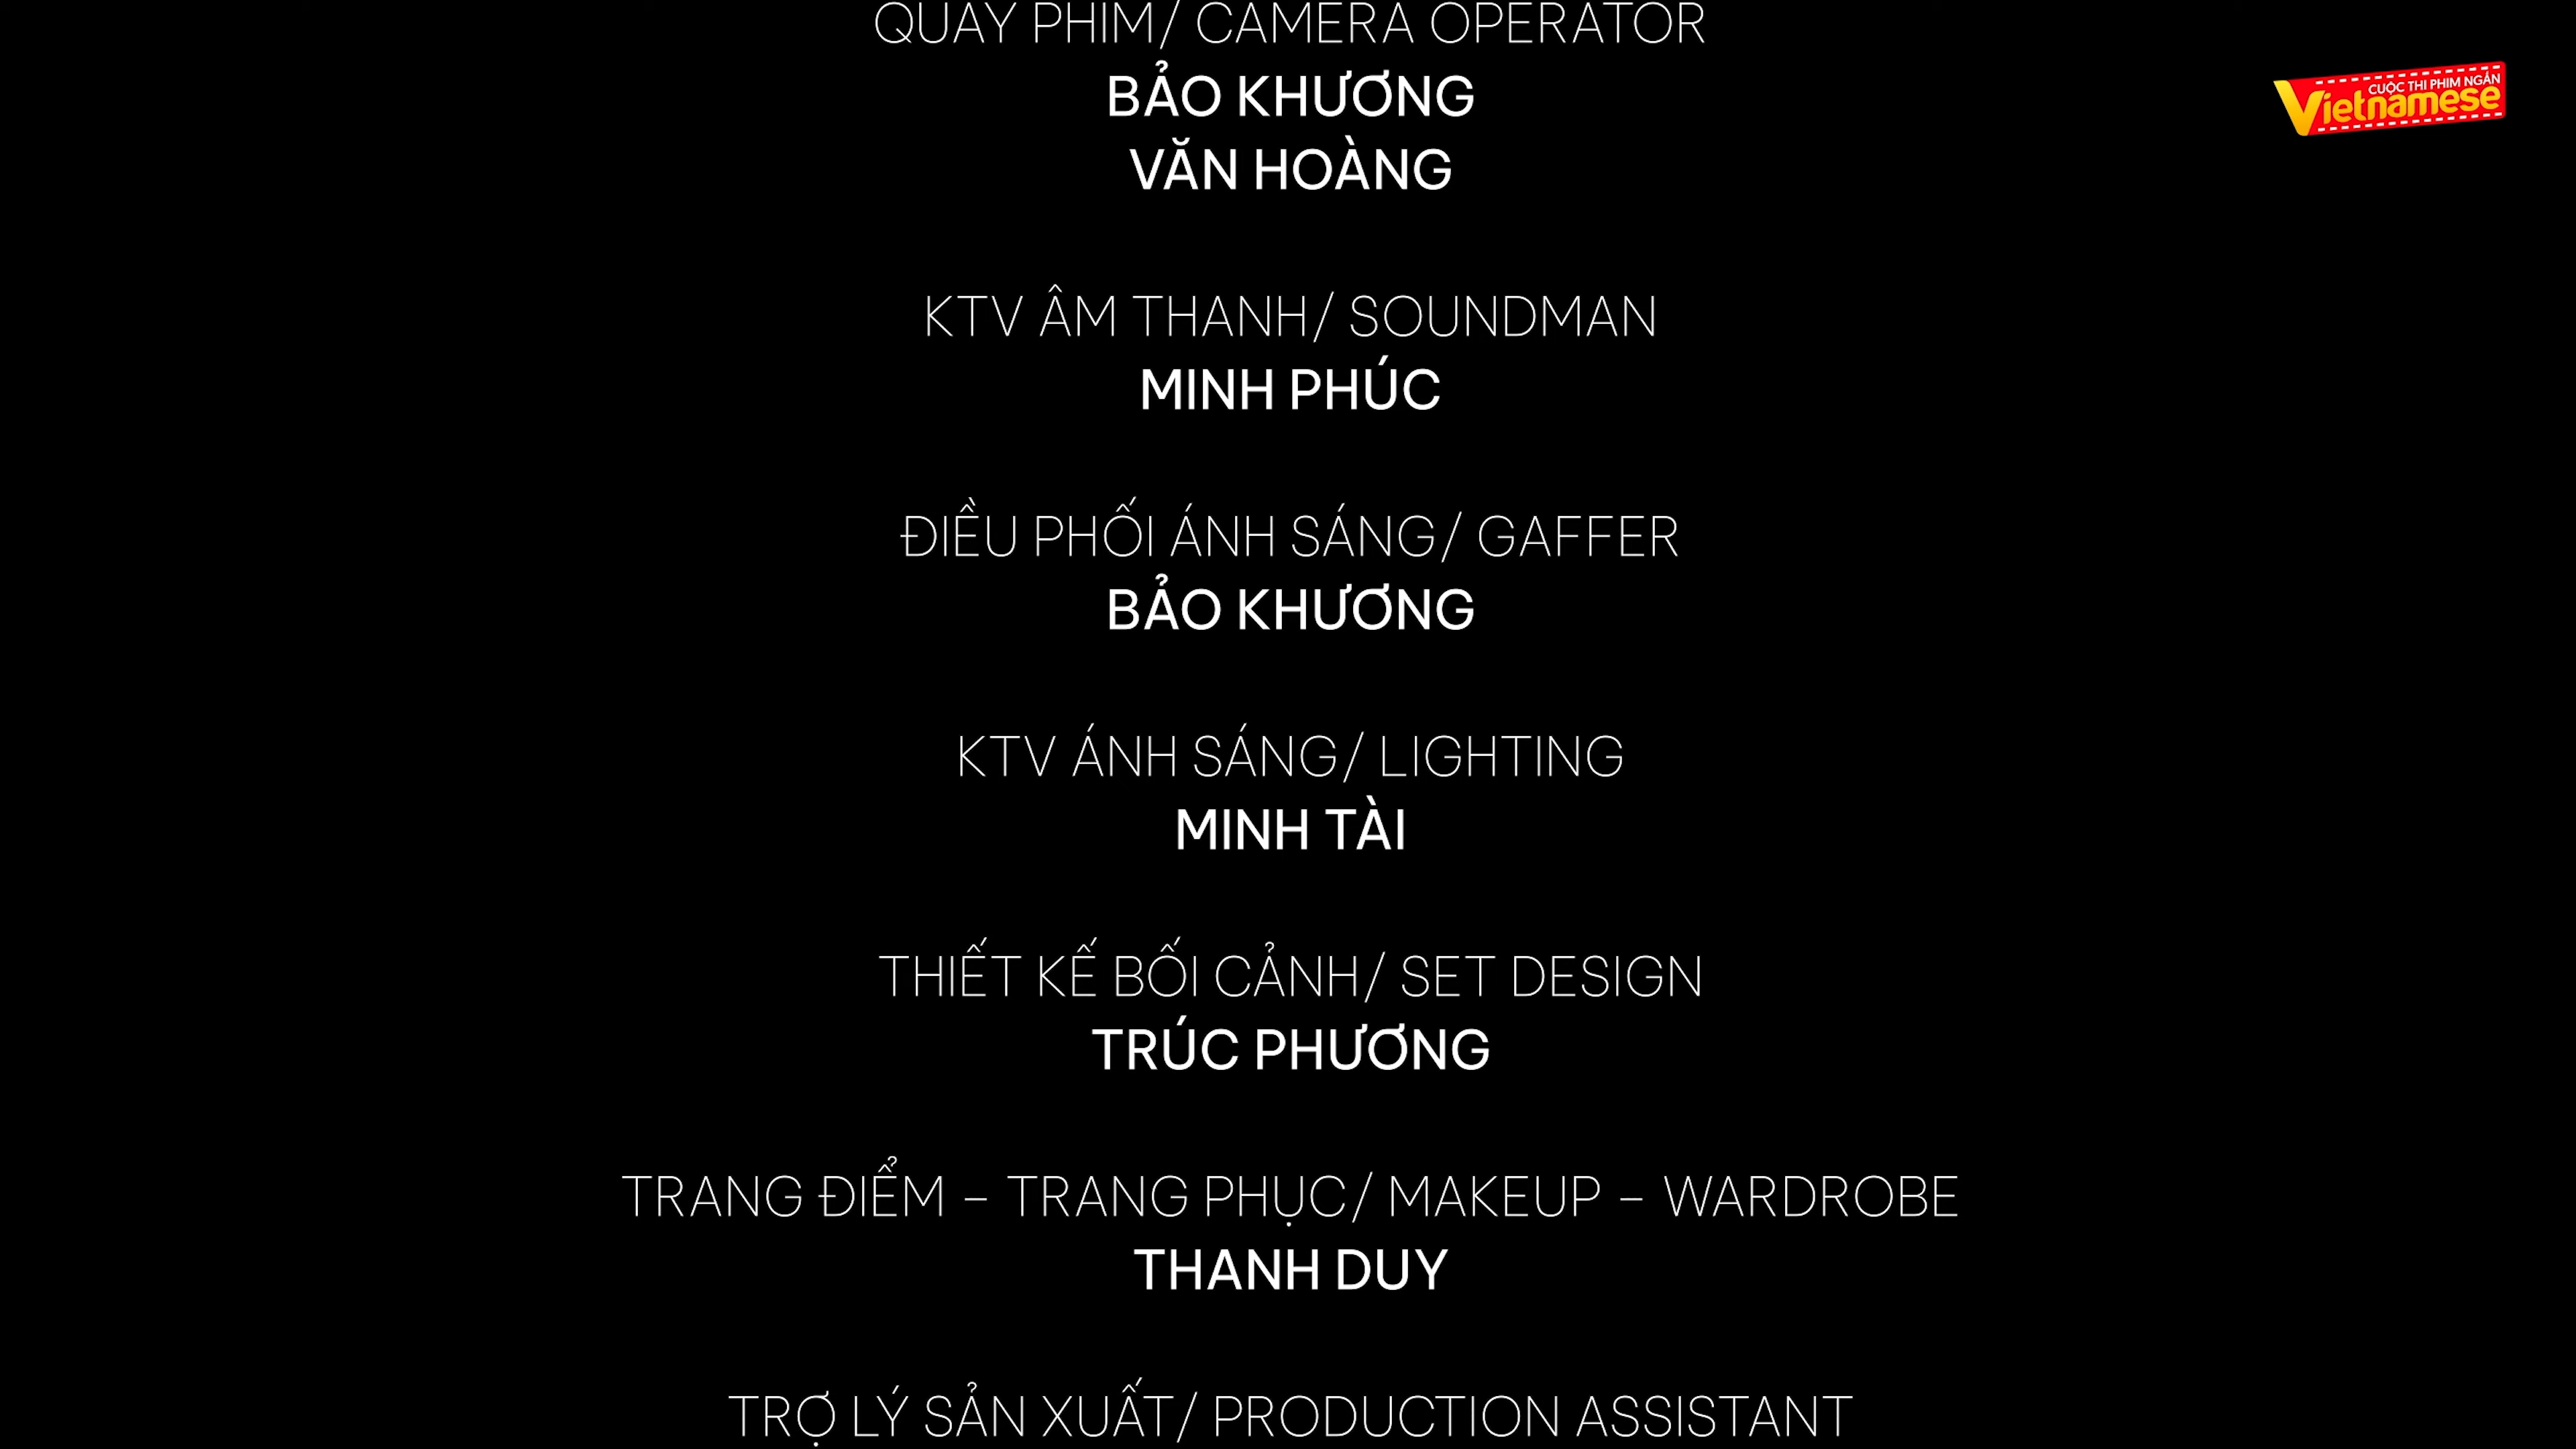 QUAY PHIM/ CAMERA OPERATOR
BẢO KHƯƠNG
VĂN HOÀNG
CUỘC THI PHIM NGẮN
Vietnamese
KTV ÂM THANH/ SOUNDMAN
MINH PHÚC
ĐIỀU PHỐI ÁNH SÁNG/ GAFFER
BẢO KHƯƠNG
KTV ÁNH SÁNG/ LIGHTING
MINH TÀI
THIẾT KẾ BỐI CẢNH/ SET DESIGN
TRÚC PHƯƠNG
TRANG ĐIỂM – TRANG PHỤC/ MAKEUP – WARDROBE
THANH DUY
TRỢ LÝ SẢN XUẤT/ PRODUCTION ASSISTANT